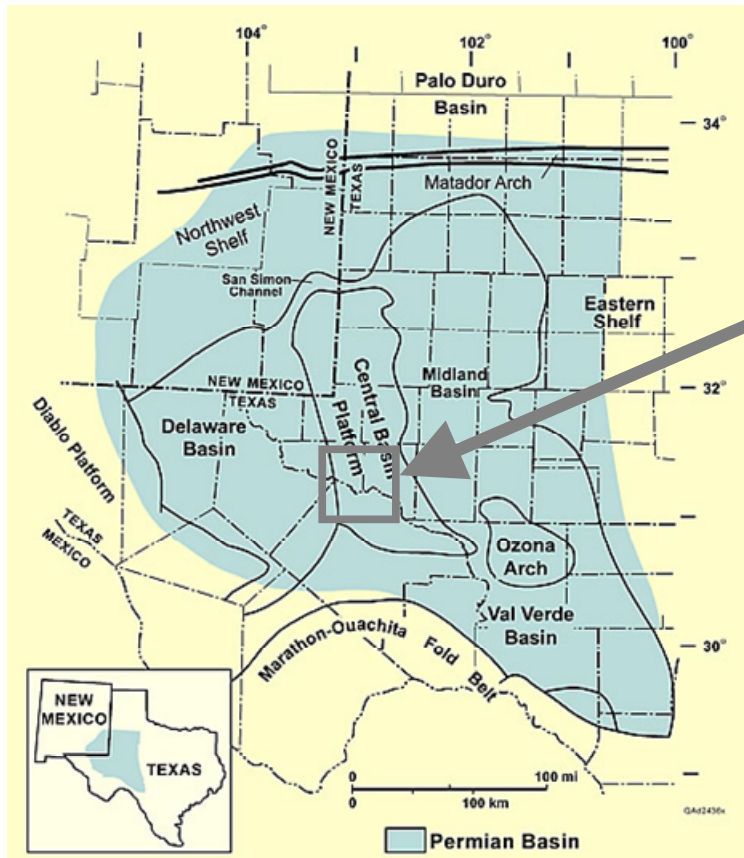 104°
102°
100°
Palo Duro
Basin
34°
NEW MEXICO
TEXAS
Matador Arch
Northwest
Shelf
San Simon
Channel
Eastern
Shelf
NEW MEXICO
TEXAS
Midland
Basin
32°
Central Basin
Platform
Delaware
Basin
Diablo Platform
TEXAS
MEXICO
Ozona
Arch
Val Verde
Basin
Marathon-Ouachita Fold Belt
30°
NEW
MEXICO
TEXAS
0 100 mi
0 100 km
QAd2436x
Permian Basin